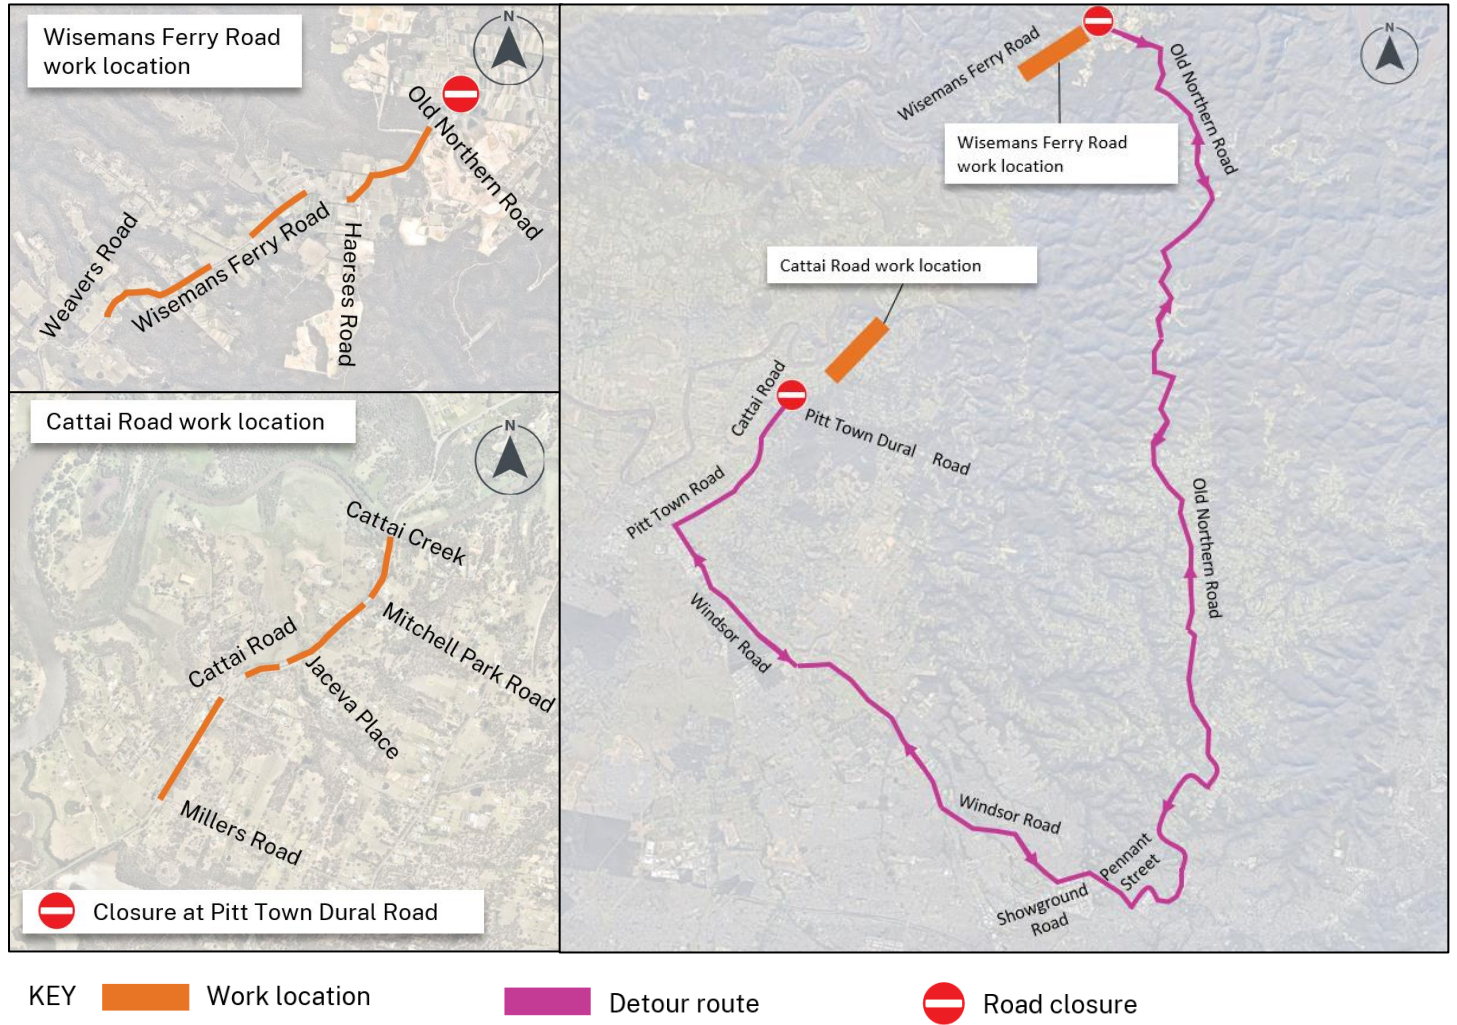 Wisemans Ferry Road
work location
N
Old Northern Road
Weavers Road
Wisemans Ferry Road
Haerses Road
Cattai Road work location
N
Cattai Creek
Mitchell Park Road
Cattai Road
Jaceva Place
Millers Road
Closure at Pitt Town Dural Road
N
Wisemans Ferry Road
Old Northern Road
Wisemans Ferry Road
work location
Cattai Road work location
Cattai Road
Pitt Town Dural Road
Pitt Town Road
Old Northern Road
Windsor Road
Windsor Road
Pennant
Street
Showground
Road
KEY
Work location
Detour route
Road closure